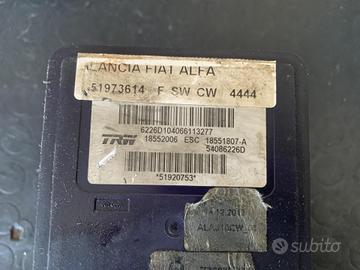 LANCIA FIAT ALFA
51973614 F SW CW 4444
6226D104066113277
TRW 18552006 ESC 18551807-A
54086226D
*51920753*
subito